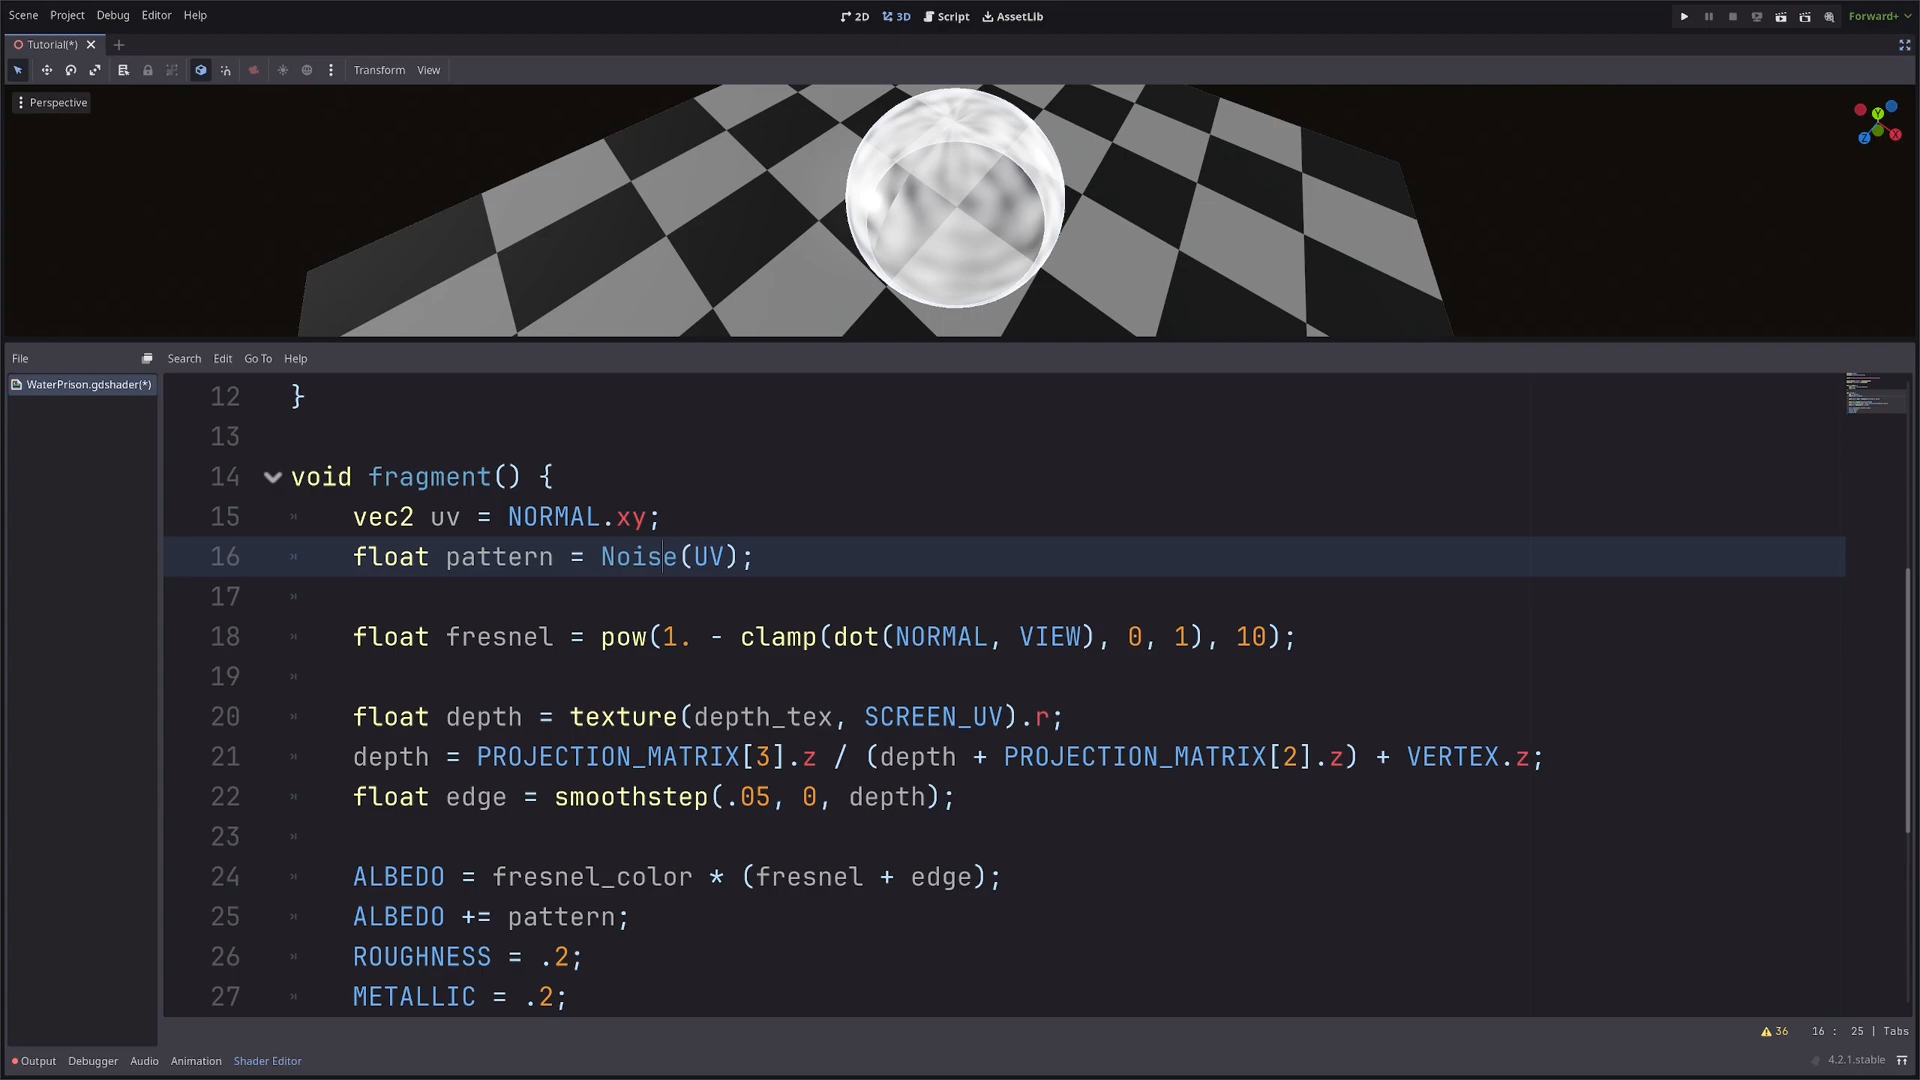 Scene Project Debug Editor Help
2D 3D Script AssetLib
Forward+
Tutorial(*)
Transform View
Perspective
Y
X
Z
File
Search Edit Go To Help
WaterPrison.gdshader(*)
12 }
13
14 void fragment() {
15 vec2 uv = NORMAL.xy;
16 float pattern = Noise(UV);
17
18 float fresnel = pow(1. - clamp(dot(NORMAL, VIEW), 0, 1), 10);
19
20 float depth = texture(depth_tex, SCREEN_UV).r;
21 depth = PROJECTION_MATRIX[3].z / (depth + PROJECTION_MATRIX[2].z) + VERTEX.z;
22 float edge = smoothstep(.05, 0, depth);
23
24 ALBEDO = fresnel_color * (fresnel + edge);
25 ALBEDO += pattern;
26 ROUGHNESS = .2;
27 METALLIC = .2;
36 16 : 25 | Tabs
Output Debugger Audio Animation Shader Editor
4.2.1.stable